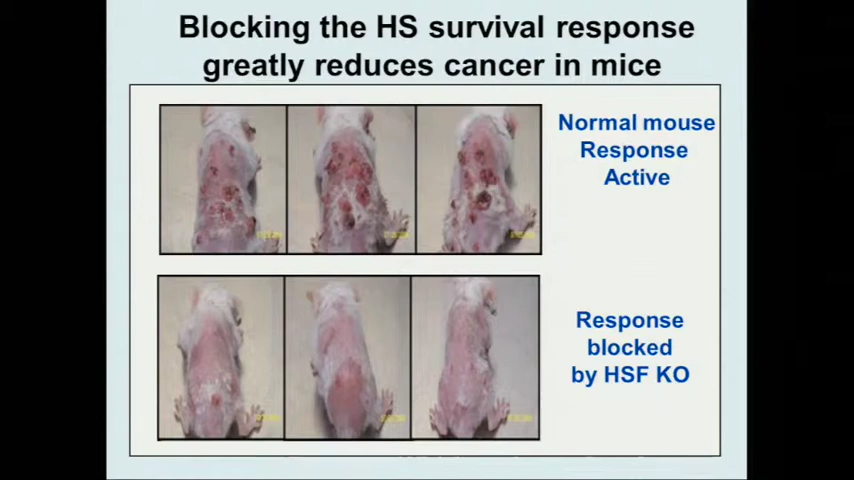 Blocking the HS survival response
greatly reduces cancer in mice
Normal mouse
Response
Active
Response
blocked
by HSF KO